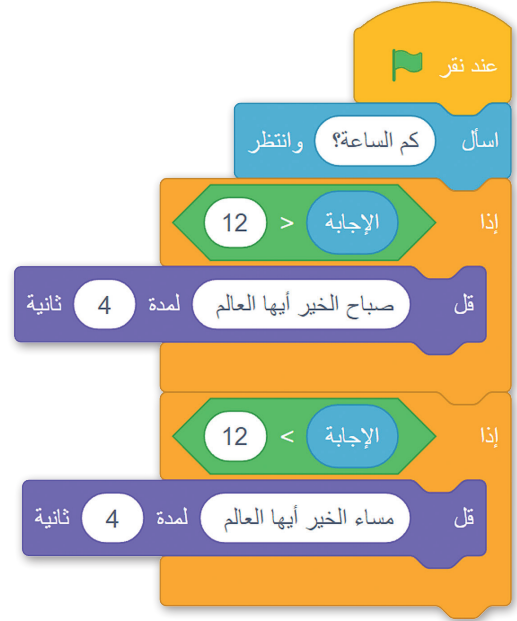 عند نقر
اسأل كم الساعة؟ وانتظر
إذا الإجابة < 12
قل صباح الخير أيها العالم لمدة 4 ثانية
إذا الإجابة > 12
قل مساء الخير أيها العالم لمدة 4 ثانية